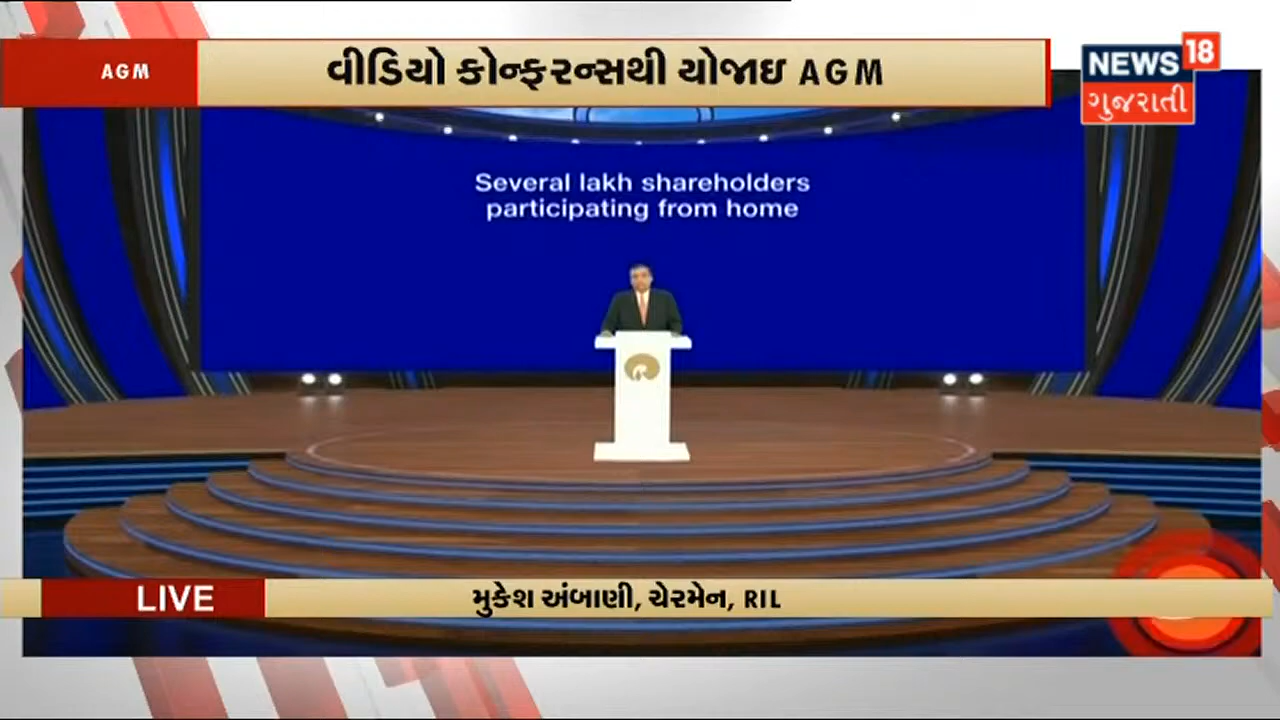 AGM
વીડિયો કોન્ફરન્સથી યોજાઇ AGM
NEWS 18
ગુજરાતી
Several lakh shareholders
participating from home
LIVE
મુકેશ અંબાણી, ચેરમેન, RIL